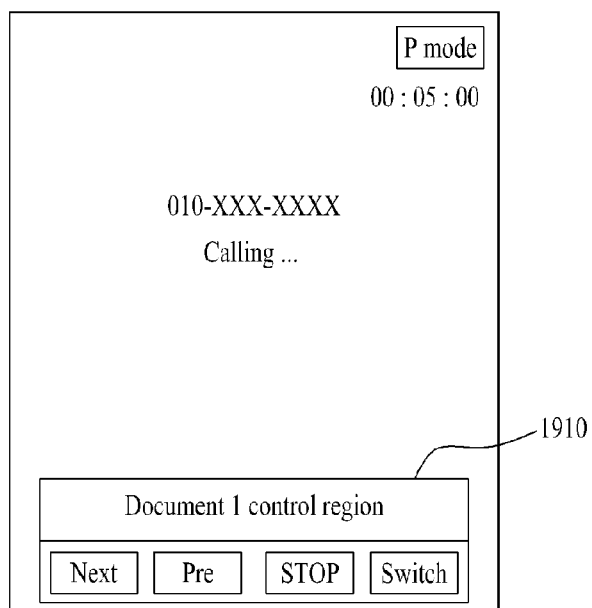 P mode
00 : 05 : 00
010-XXX-XXXX
Calling ...
1910
Document 1 control region
Next Pre STOP Switch